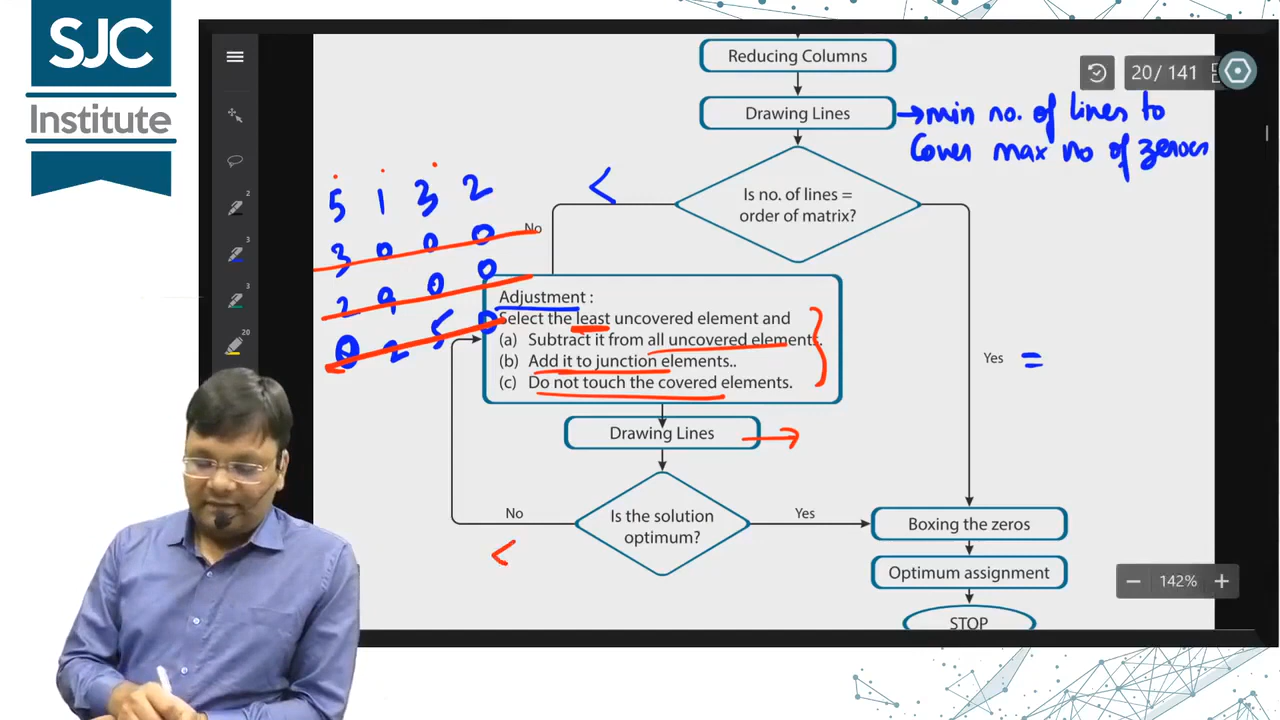 SJC
Institute
Reducing Columns
20 / 141
Drawing Lines
→min no. of lines to
Cover max no of zeroes
Is no. of lines =
order of matrix?
<
No
5 1 3 2
3 0 0 0
2 9 0 0
0 2 5 0
Adjustment :
Select the least uncovered element and
(a) Subtract it from all uncovered elements.
(b) Add it to junction elements..
(c) Do not touch the covered elements.
Yes =
Drawing Lines →
Is the solution
optimum?
No
<
Yes
Boxing the zeros
Optimum assignment
142%
STOP
2
3
3
20